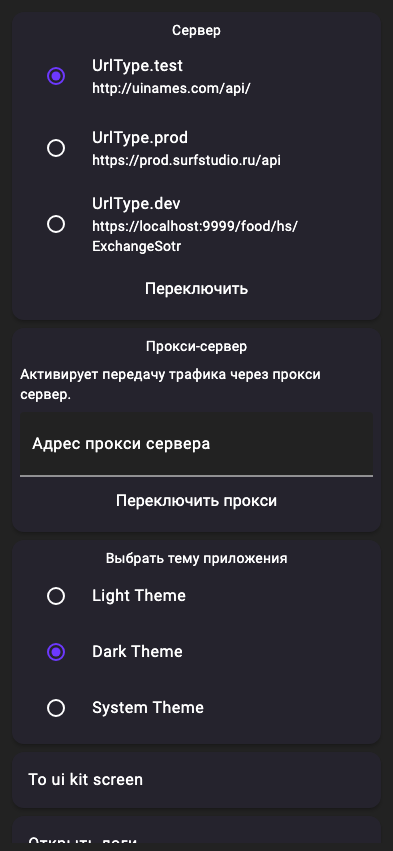 Сервер
UrlType.test
http://uinames.com/api/
UrlType.prod
https://prod.surfstudio.ru/api
UrlType.dev
https://localhost:9999/food/hs/
ExchangeSotr
Переключить
Прокси-сервер
Активирует передачу трафика через прокси
сервер.
Адрес прокси сервера
Переключить прокси
Выбрать тему приложения
Light Theme
Dark Theme
System Theme
To ui kit screen
Открыть логи